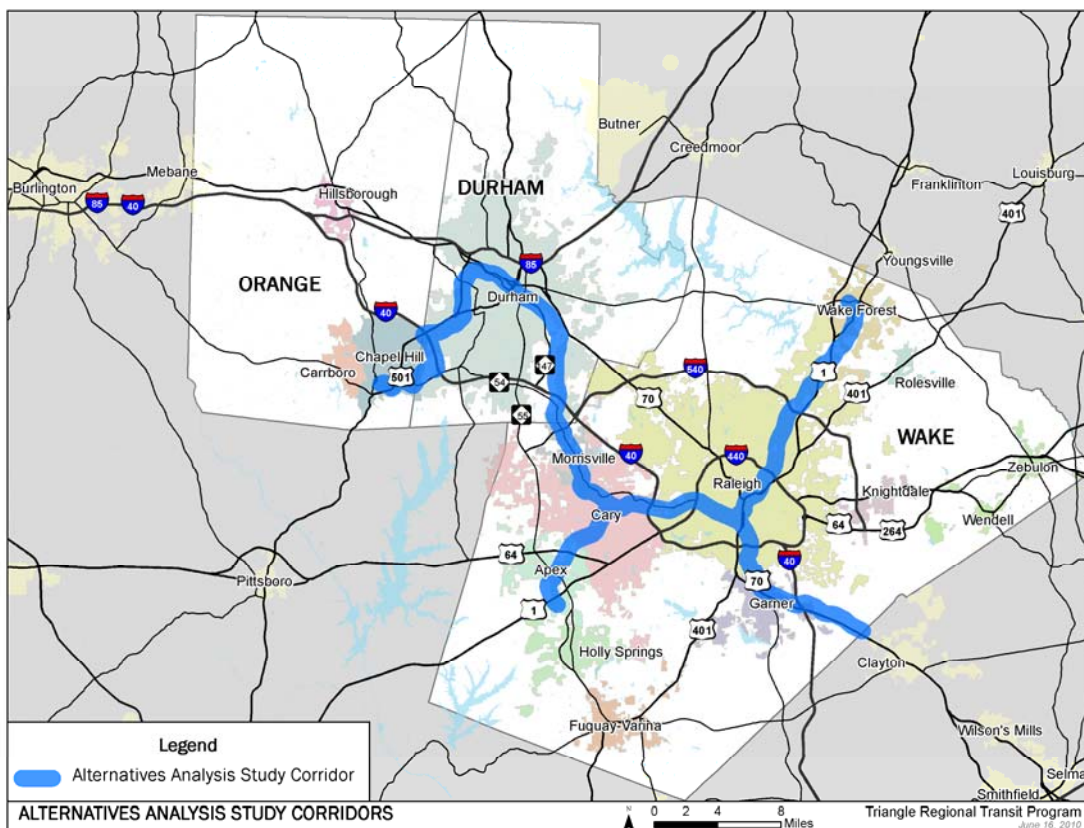 Butner
Creedmoor
Mebane
Burlington
85
40
Hillsborough
DURHAM
Franklinton
Louisburg
401
Youngsville
85
ORANGE
Durham
40
Wake Forest
Chapel Hill
Carrboro
501
147
54
55
540
70
1
401
Rolesville
Morrisville
40
440
WAKE
Raleigh
Zebulon
Knightdale
Cary
64
264
Wendell
64
Apex
40
70
Pittsboro
1
Garner
401
Holly Springs
Clayton
Fuquay-Varina
Wilson's Mills
Selma
Smithfield
Legend
Alternatives Analysis Study Corridor
ALTERNATIVES ANALYSIS STUDY CORRIDORS
N
0 2 4 8
Miles
Triangle Regional Transit Program
June 16, 2010